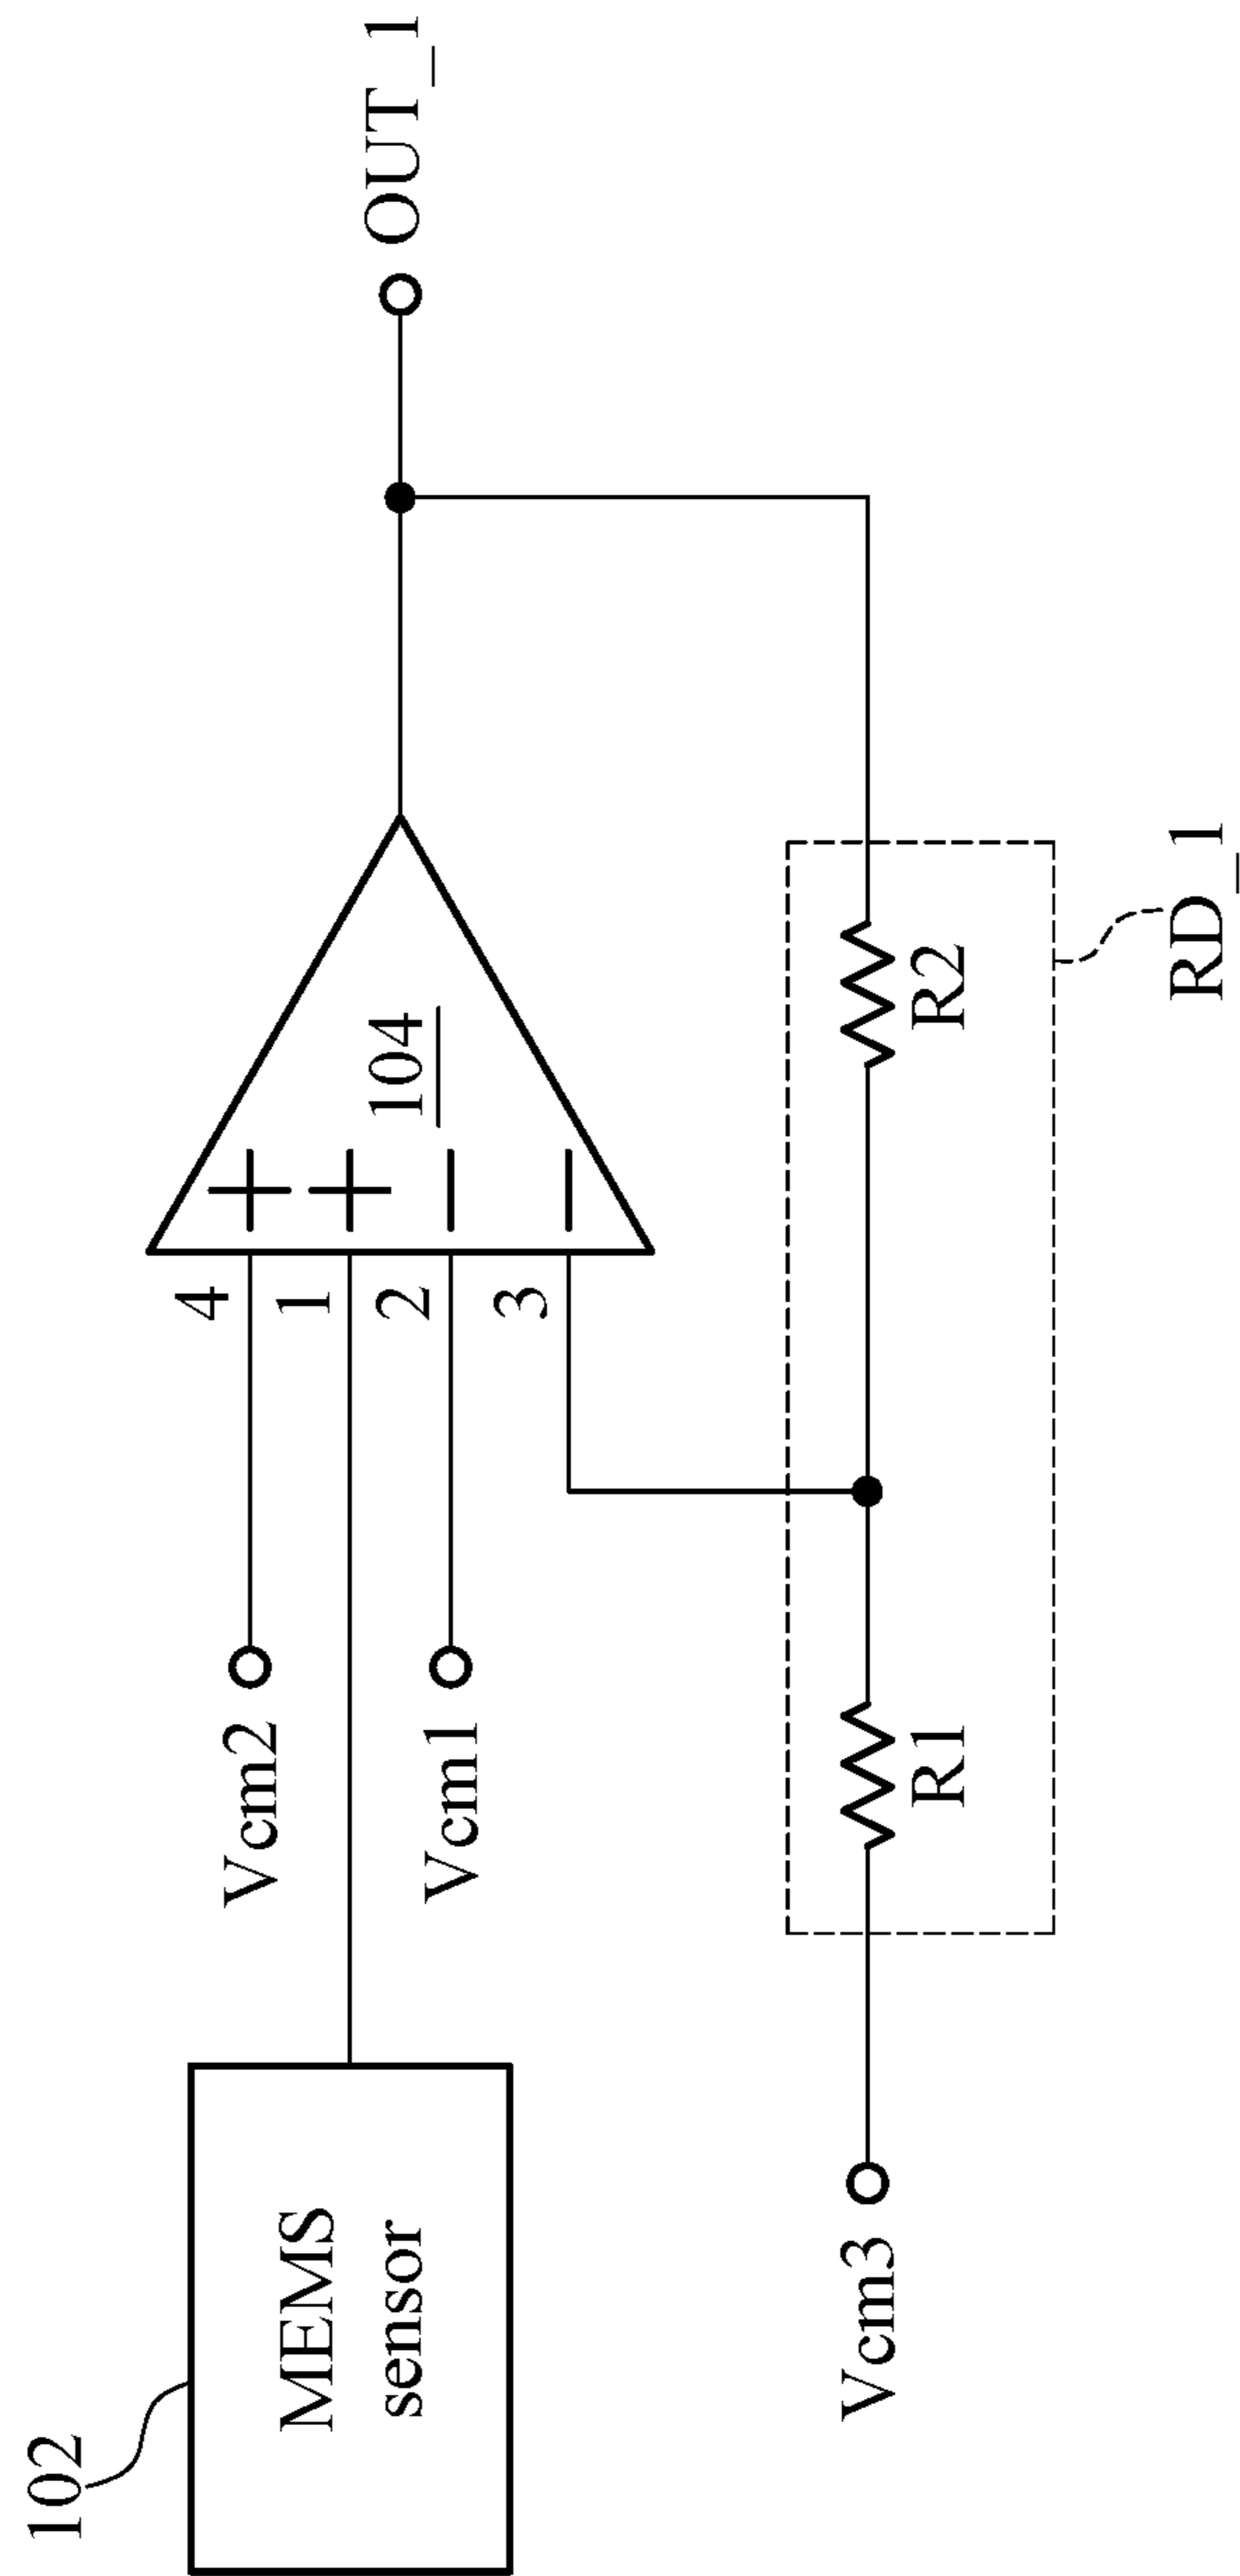 102
MEMS
sensor
Vcm2
Vcm1
4
1
2
3
+
+
−
−
104
OUT_1
Vcm3
R1
R2
RD_1